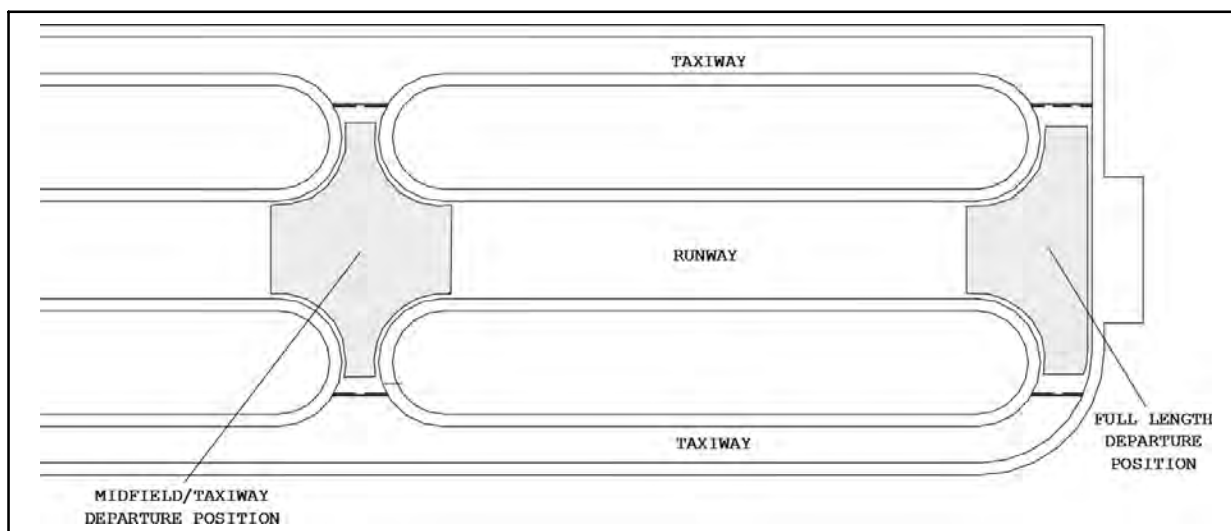 TAXIWAY
RUNWAY
TAXIWAY
FULL LENGTH
DEPARTURE
POSITION
MIDFIELD/TAXIWAY
DEPARTURE POSITION